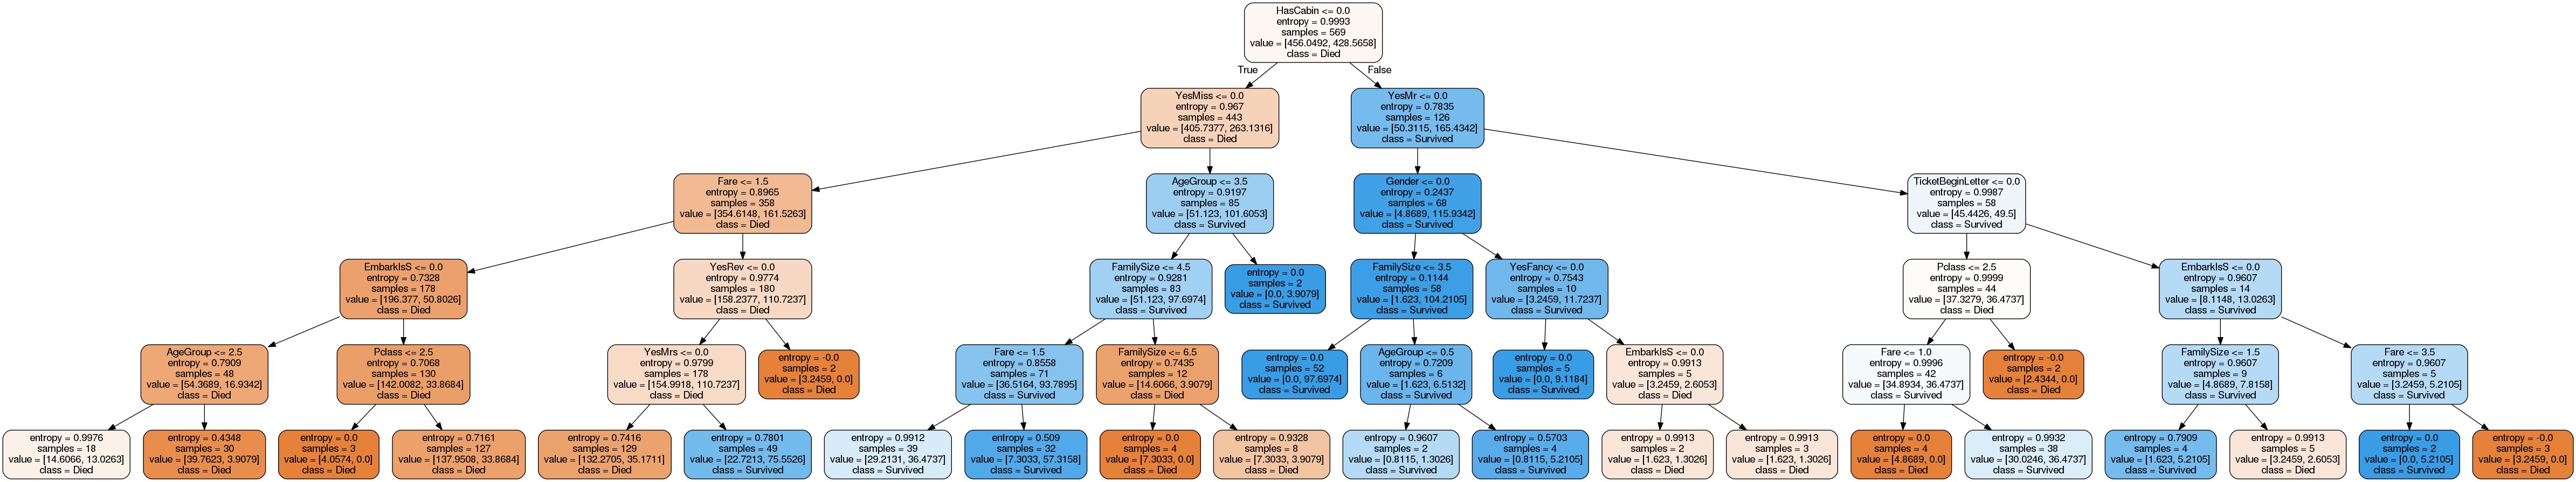 HasCabin <= 0.0
entropy = 0.9993
samples = 569
value = [456.0492, 428.5658]
class = Died
True
False
YesMiss <= 0.0
entropy = 0.967
samples = 443
value = [405.7377, 263.1316]
class = Died
YesMr <= 0.0
entropy = 0.7835
samples = 126
value = [50.3115, 165.4342]
class = Survived
Fare <= 1.5
entropy = 0.8965
samples = 358
value = [354.6148, 161.5263]
class = Died
AgeGroup <= 3.5
entropy = 0.9197
samples = 85
value = [51.123, 101.6053]
class = Survived
Gender <= 0.0
entropy = 0.2437
samples = 68
value = [4.8689, 115.9342]
class = Survived
TicketBeginLetter <= 0.0
entropy = 0.9987
samples = 58
value = [45.4426, 49.5]
class = Survived
EmbarkIsS <= 0.0
entropy = 0.7328
samples = 178
value = [196.377, 50.8026]
class = Died
YesRev <= 0.0
entropy = 0.9774
samples = 180
value = [158.2377, 110.7237]
class = Died
FamilySize <= 4.5
entropy = 0.9281
samples = 83
value = [51.123, 97.6974]
class = Survived
entropy = 0.0
samples = 2
value = [0.0, 3.9079]
class = Survived
FamilySize <= 3.5
entropy = 0.1144
samples = 58
value = [1.623, 104.2105]
class = Survived
YesFancy <= 0.0
entropy = 0.7543
samples = 10
value = [3.2459, 11.7237]
class = Survived
Pclass <= 2.5
entropy = 0.9999
samples = 44
value = [37.3279, 36.4737]
class = Died
EmbarkIsS <= 0.0
entropy = 0.9607
samples = 14
value = [8.1148, 13.0263]
class = Survived
AgeGroup <= 2.5
entropy = 0.7909
samples = 48
value = [54.3689, 16.9342]
class = Died
Pclass <= 2.5
entropy = 0.7068
samples = 130
value = [142.0082, 33.8684]
class = Died
YesMrs <= 0.0
entropy = 0.9799
samples = 178
value = [154.9918, 110.7237]
class = Died
entropy = -0.0
samples = 2
value = [3.2459, 0.0]
class = Died
Fare <= 1.5
entropy = 0.8558
samples = 71
value = [36.5164, 93.7895]
class = Survived
FamilySize <= 6.5
entropy = 0.7435
samples = 12
value = [14.6066, 3.9079]
class = Died
entropy = 0.0
samples = 52
value = [0.0, 97.6974]
class = Survived
AgeGroup <= 0.5
entropy = 0.7209
samples = 6
value = [1.623, 6.5132]
class = Survived
entropy = 0.0
samples = 5
value = [0.0, 9.1184]
class = Survived
EmbarkIsS <= 0.0
entropy = 0.9913
samples = 5
value = [3.2459, 2.6053]
class = Died
Fare <= 1.0
entropy = 0.9996
samples = 42
value = [34.8934, 36.4737]
class = Survived
entropy = -0.0
samples = 2
value = [2.4344, 0.0]
class = Died
FamilySize <= 1.5
entropy = 0.9607
samples = 9
value = [4.8689, 7.8158]
class = Survived
Fare <= 3.5
entropy = 0.9607
samples = 5
value = [3.2459, 5.2105]
class = Survived
entropy = 0.9976
samples = 18
value = [14.6066, 13.0263]
class = Died
entropy = 0.4348
samples = 30
value = [39.7623, 3.9079]
class = Died
entropy = 0.0
samples = 3
value = [4.0574, 0.0]
class = Died
entropy = 0.7161
samples = 127
value = [137.9508, 33.8684]
class = Died
entropy = 0.7416
samples = 129
value = [132.2705, 35.1711]
class = Died
entropy = 0.7801
samples = 49
value = [22.7213, 75.5526]
class = Survived
entropy = 0.9912
samples = 39
value = [29.2131, 36.4737]
class = Survived
entropy = 0.509
samples = 32
value = [7.3033, 57.3158]
class = Survived
entropy = 0.0
samples = 4
value = [7.3033, 0.0]
class = Died
entropy = 0.9328
samples = 8
value = [7.3033, 3.9079]
class = Died
entropy = 0.9607
samples = 2
value = [0.8115, 1.3026]
class = Survived
entropy = 0.5703
samples = 4
value = [0.8115, 5.2105]
class = Survived
entropy = 0.9913
samples = 2
value = [1.623, 1.3026]
class = Died
entropy = 0.9913
samples = 3
value = [1.623, 1.3026]
class = Died
entropy = 0.0
samples = 4
value = [4.8689, 0.0]
class = Died
entropy = 0.9932
samples = 38
value = [30.0246, 36.4737]
class = Survived
entropy = 0.7909
samples = 4
value = [1.623, 5.2105]
class = Survived
entropy = 0.9913
samples = 5
value = [3.2459, 2.6053]
class = Died
entropy = 0.0
samples = 2
value = [0.0, 5.2105]
class = Survived
entropy = -0.0
samples = 3
value = [3.2459, 0.0]
class = Died